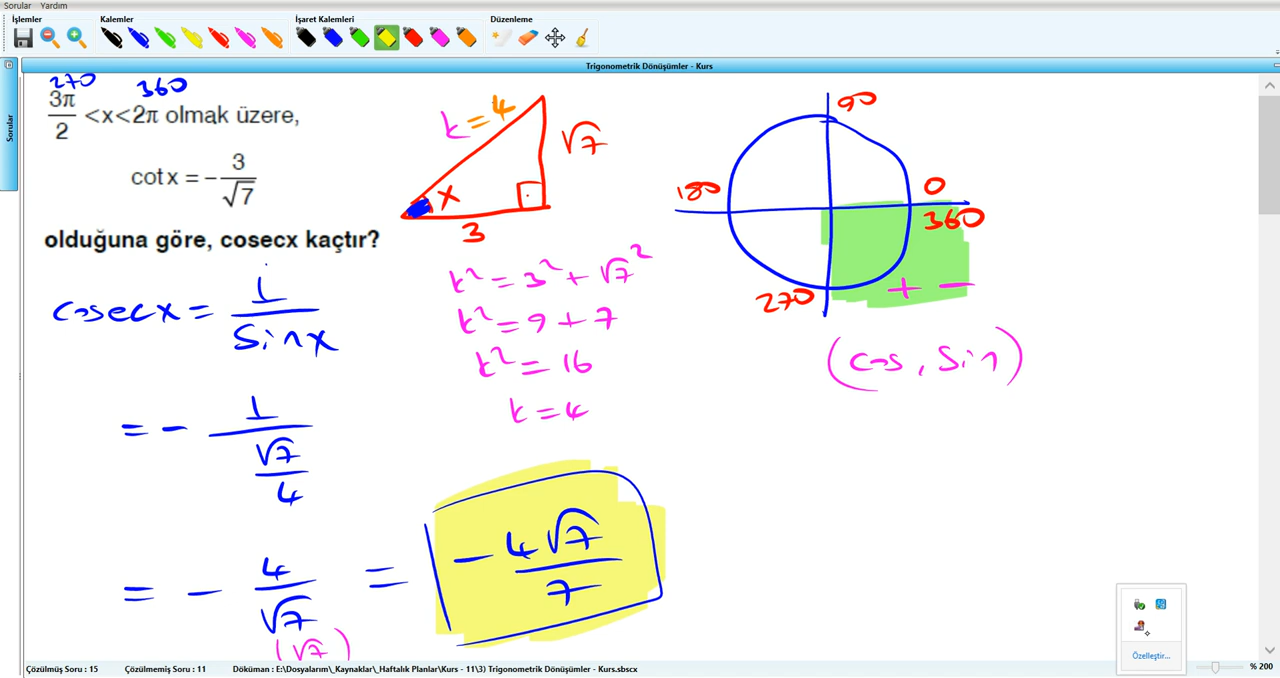 Sorular Yardım
İşlemler Kalemler İşaret Kalemleri Düzenleme
Trigonometrik Dönüşümler - Kurs
Sorular
270 360
3π/2 <x<2π olmak üzere,
cotx = -3/√7
olduğuna göre, cosecx kaçtır?
cosecx = 1/sinx
= - 1/(√7/4)
= - 4/√7 = - 4√7/7
(√7)
k = 4
√7
x
3
k² = 3² + √7²
k² = 9 + 7
k² = 16
k = 4
90
180 0
360
270 + -
(cos, sin)
Özelleştir...
Çözülmüş Soru : 15 Çözülmemiş Soru : 11 Döküman : E:\Dosyalarım\_Kaynaklar\_Haftalık Planlar\Kurs - 11\3) Trigonometrik Dönüşümler - Kurs.sbscx % 200